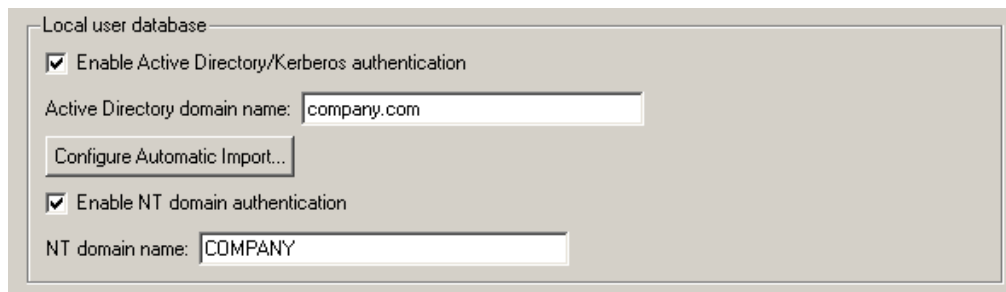 Local user database
Enable Active Directory/Kerberos authentication
Active Directory domain name: company.com
Configure Automatic Import...
Enable NT domain authentication
NT domain name: COMPANY